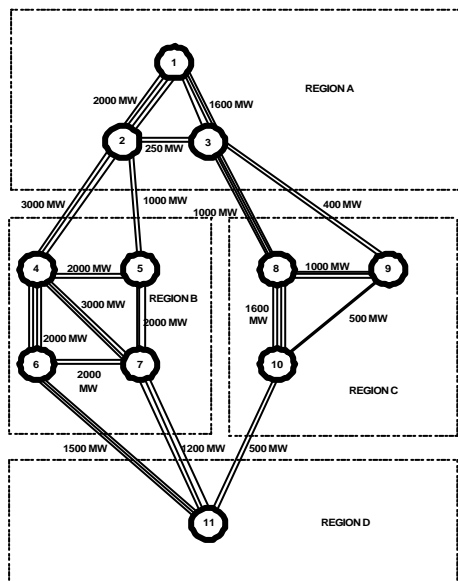 1
2000 MW
1600 MW
REGION A
2
3
250 MW
3000 MW
1000 MW
400 MW
1000 MW
4
2000 MW
5
8
1000 MW
9
3000 MW
REGION B
2000 MW
1600
MW
500 MW
2000 MW
6
2000
MW
7
10
REGION C
1500 MW
1200 MW
500 MW
11
REGION D